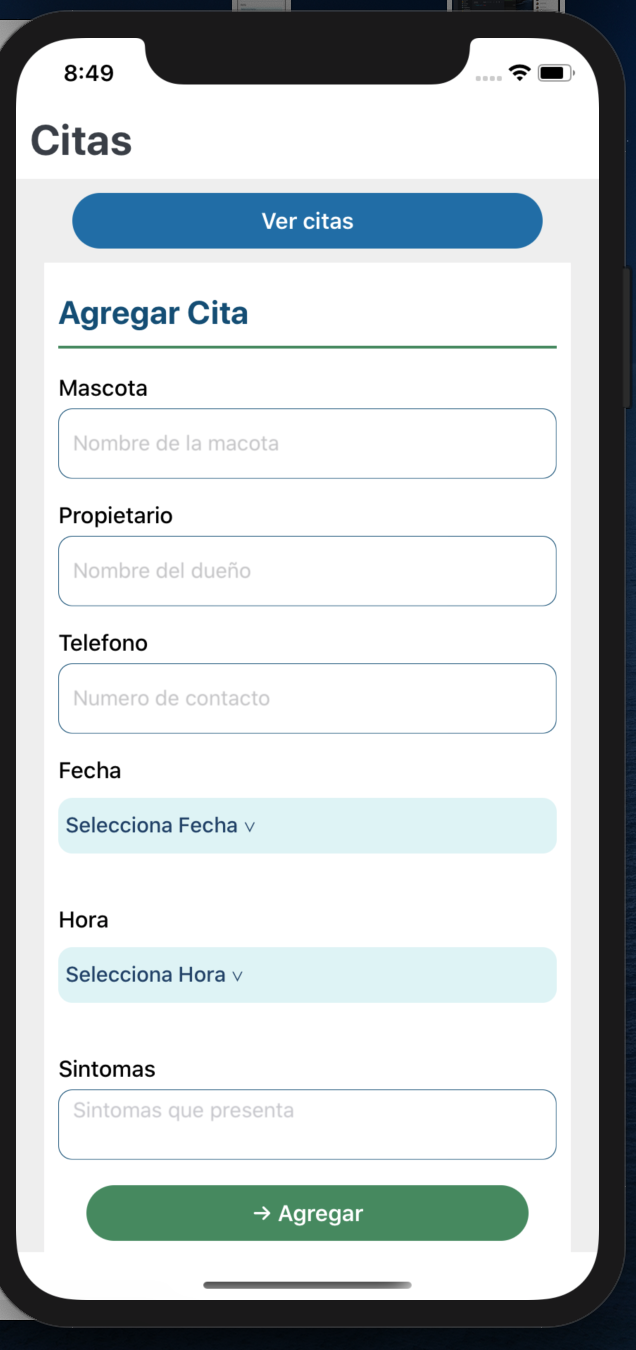 8:49
Citas
Ver citas
Agregar Cita
Mascota
Nombre de la macota
Propietario
Nombre del dueño
Telefono
Numero de contacto
Fecha
Selecciona Fecha ˅
Hora
Selecciona Hora ˅
Sintomas
Sintomas que presenta
→ Agregar